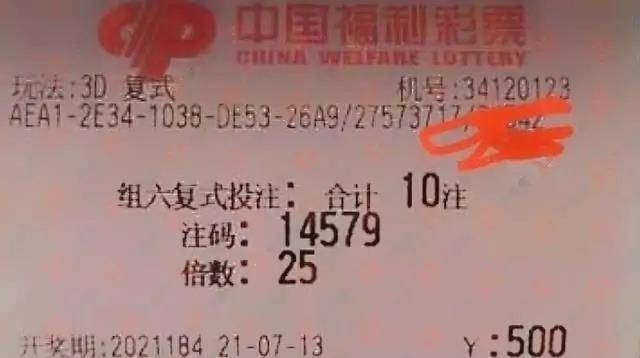 中国福利彩票
CHINA WELFARE LOTTERY
玩法:3D 复式 机号:34120123
AEA1-2E34-1038-DE53-26A9/27573717/
组六复式投注: 合计 10注
注码: 14579
倍数: 25
开奖期:2021184 21-07-13 ￥:500